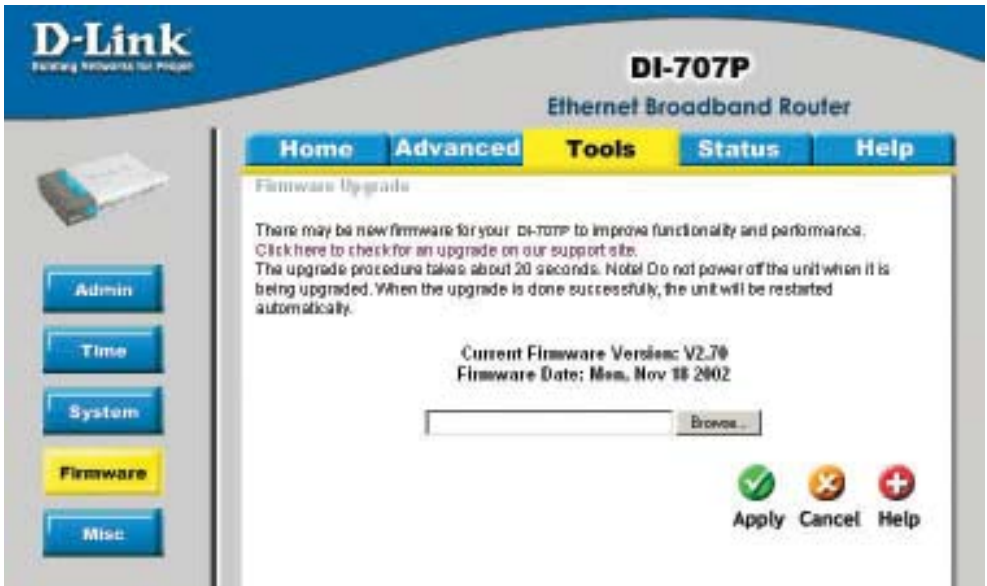 D-Link
Building Networks for People
DI-707P
Ethernet Broadband Router
Home Advanced Tools Status Help
Firmware Upgrade
There may be new firmware for your DI-707P to improve functionality and performance.
Click here to check for an upgrade on our support site.
The upgrade procedure takes about 20 seconds. Note! Do not power off the unit when it is
being upgraded. When the upgrade is done successfully, the unit will be restarted
automatically.
Admin
Time
System
Firmware
Misc
Current Firmware Version: V2.70
Firmware Date: Mon, Nov 18 2002
Browse...
Apply Cancel Help